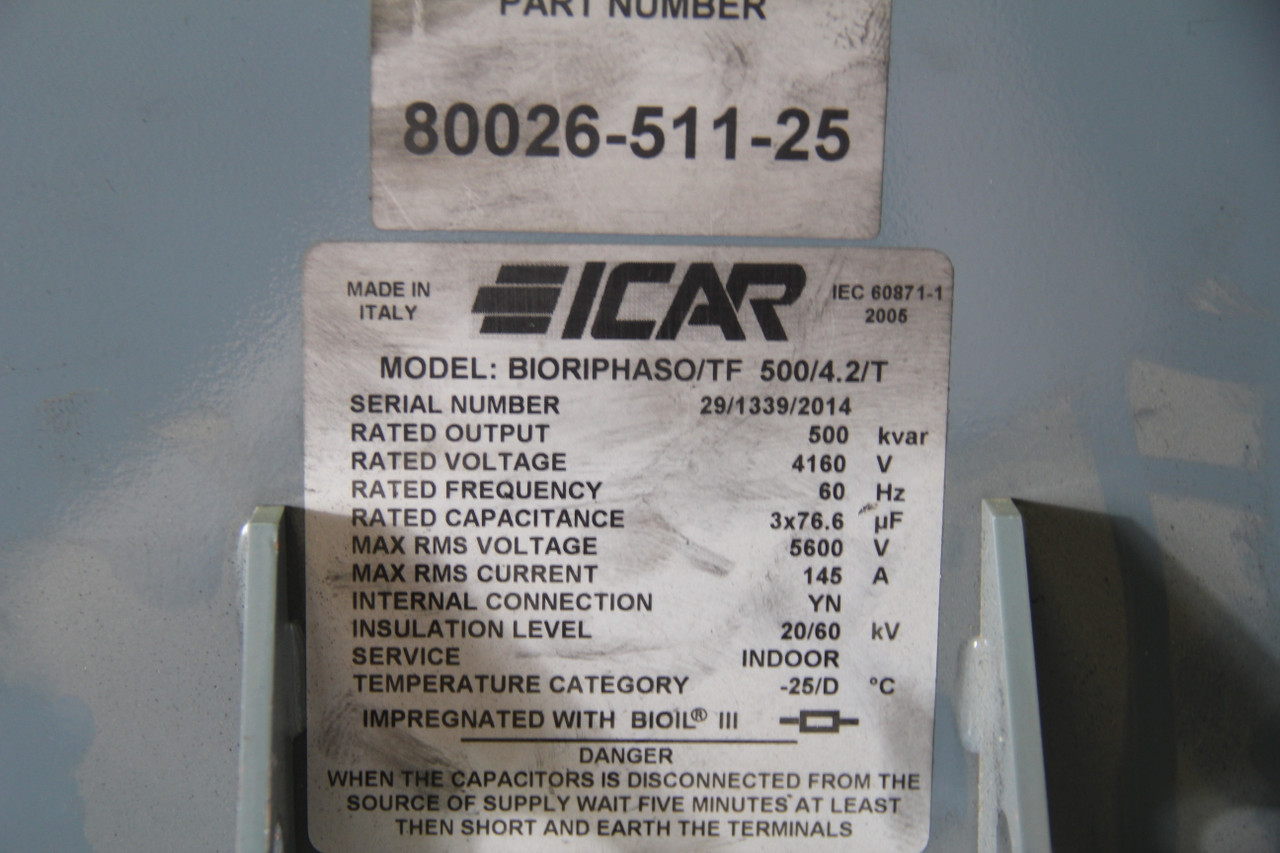 PART NUMBER
80026-511-25
MADE IN ITALY
ICAR
IEC 60871-1 2005
MODEL: BIORIPHASO/TF 500/4.2/T
SERIAL NUMBER 29/1339/2014
RATED OUTPUT 500 kvar
RATED VOLTAGE 4160 V
RATED FREQUENCY 60 Hz
RATED CAPACITANCE 3x76.6 µF
MAX RMS VOLTAGE 5600 V
MAX RMS CURRENT 145 A
INTERNAL CONNECTION YN
INSULATION LEVEL 20/60 kV
SERVICE INDOOR
TEMPERATURE CATEGORY -25/D °C
IMPREGNATED WITH BIOIL® III
DANGER
WHEN THE CAPACITORS IS DISCONNECTED FROM THE
SOURCE OF SUPPLY WAIT FIVE MINUTES AT LEAST
THEN SHORT AND EARTH THE TERMINALS